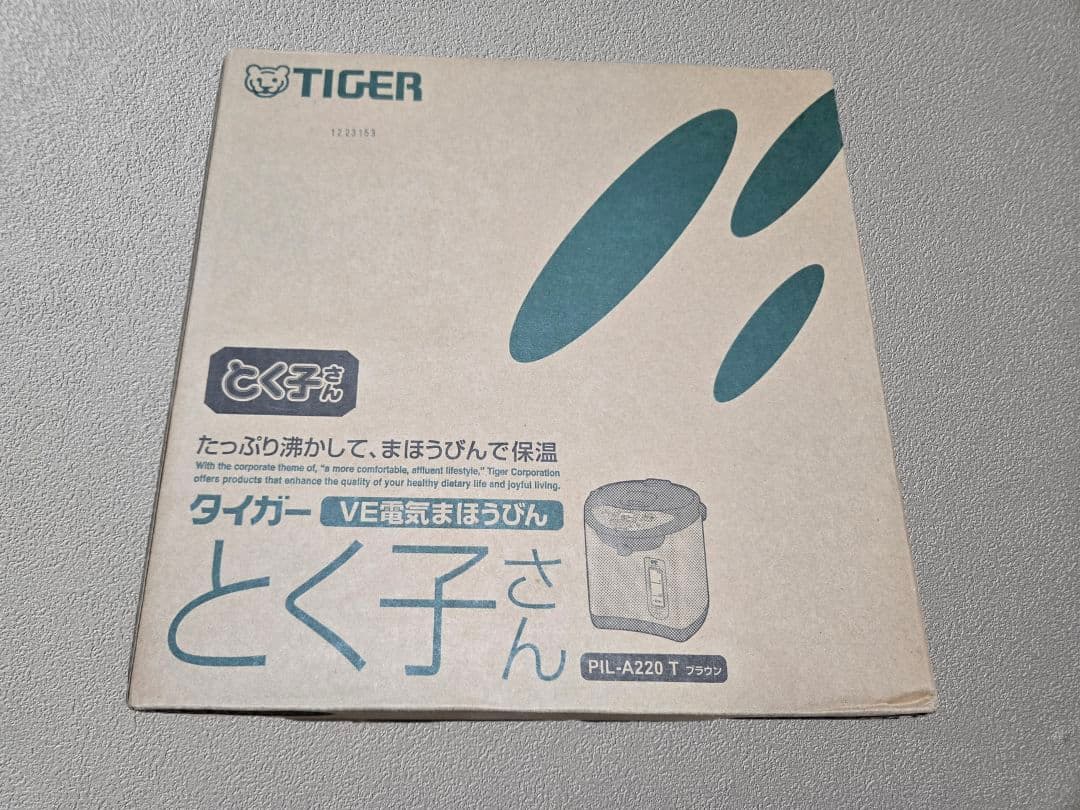 TIGER
1223153
とく子さん
たっぷり沸かして、まほうびんで保温
With the corporate theme of, "a more comfortable, affluent lifestyle," Tiger Corporation
offers products that enhance the quality of your healthy dietary life and joyful living.
タイガー VE電気まほうびん
とく子さん
PIL-A220 T ブラウン